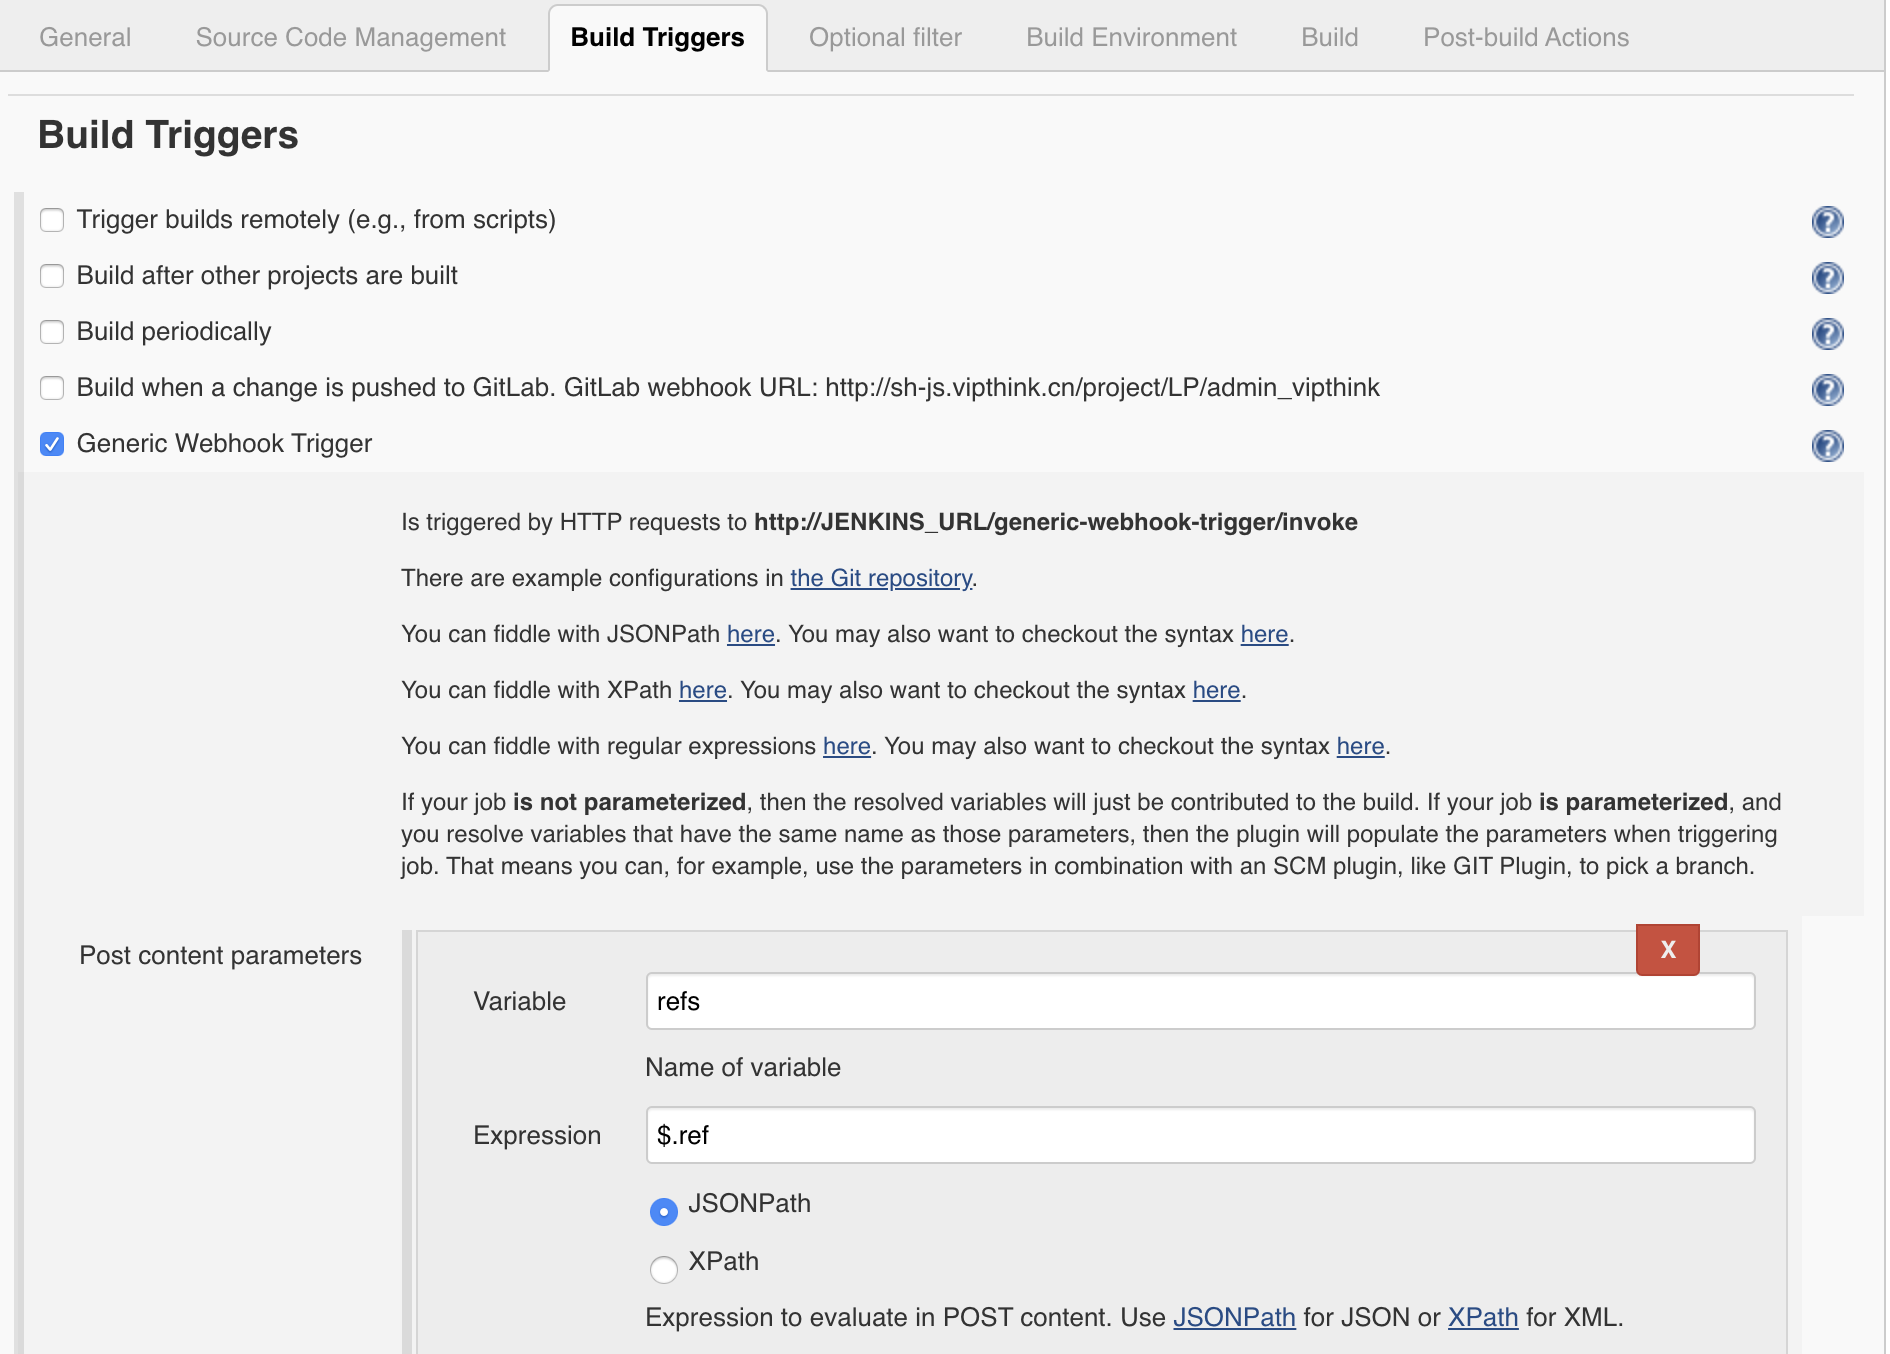 General Source Code Management Build Triggers Optional filter Build Environment Build Post-build Actions
Build Triggers
Trigger builds remotely (e.g., from scripts)
Build after other projects are built
Build periodically
Build when a change is pushed to GitLab. GitLab webhook URL: http://sh-js.vipthink.cn/project/LP/admin_vipthink
Generic Webhook Trigger
Is triggered by HTTP requests to http://JENKINS_URL/generic-webhook-trigger/invoke
There are example configurations in the Git repository.
You can fiddle with JSONPath here. You may also want to checkout the syntax here.
You can fiddle with XPath here. You may also want to checkout the syntax here.
You can fiddle with regular expressions here. You may also want to checkout the syntax here.
If your job is not parameterized, then the resolved variables will just be contributed to the build. If your job is parameterized, and
you resolve variables that have the same name as those parameters, then the plugin will populate the parameters when triggering
job. That means you can, for example, use the parameters in combination with an SCM plugin, like GIT Plugin, to pick a branch.
Post content parameters
X
Variable refs
Name of variable
Expression $.ref
JSONPath
XPath
Expression to evaluate in POST content. Use JSONPath for JSON or XPath for XML.